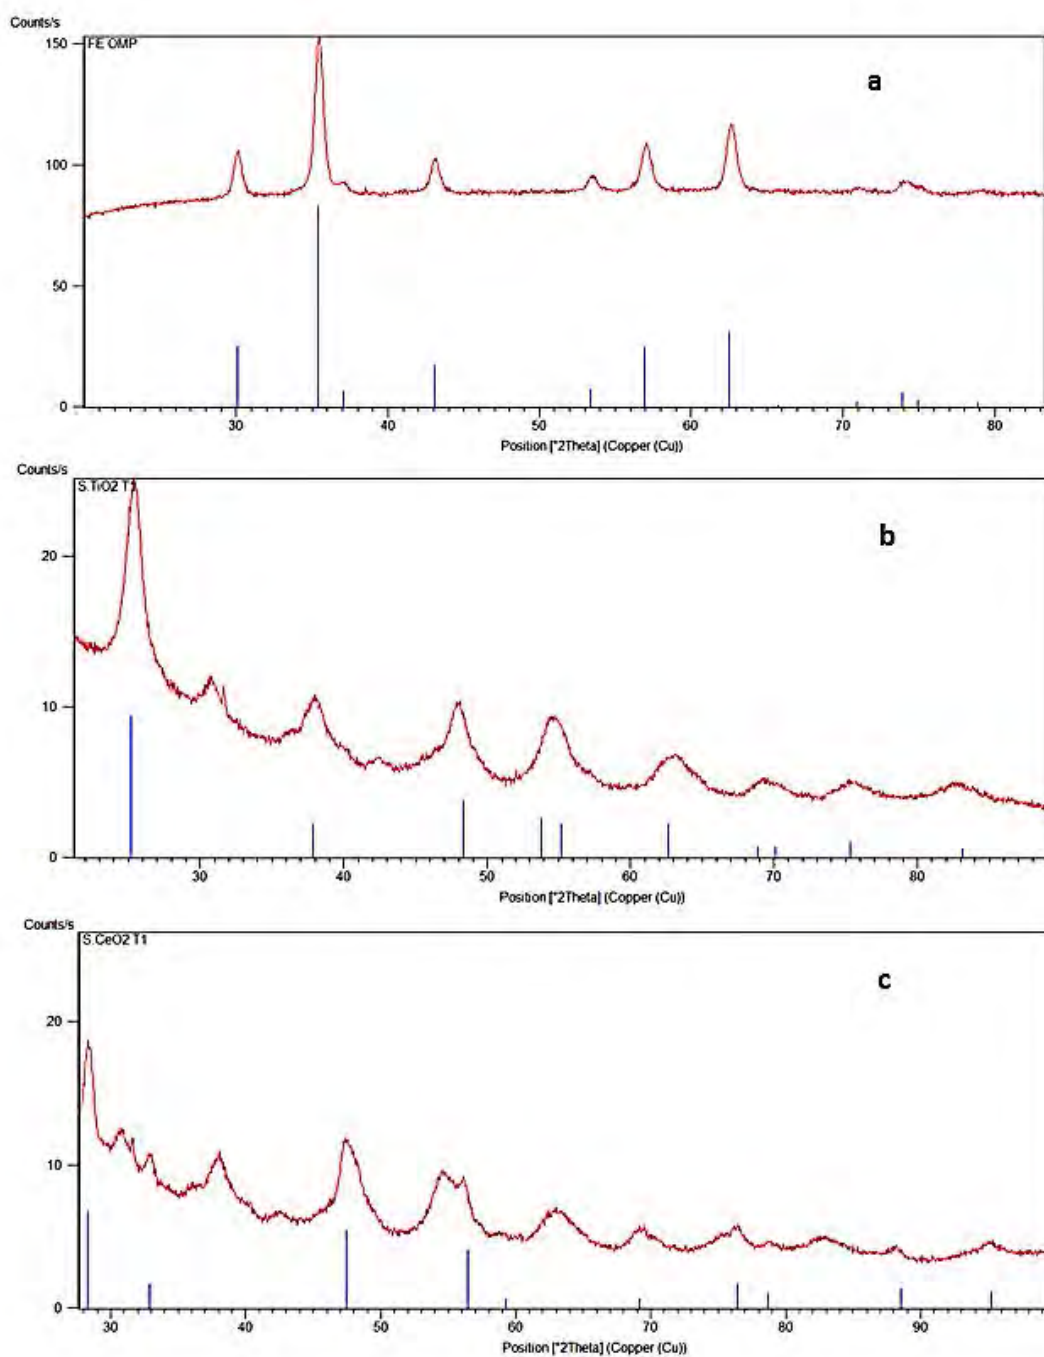 Counts/s
150
FE OMP
a
100
50
0
30 40 50 60 70 80
Position [°2Theta] (Copper (Cu))
Counts/s
S.TiO2
b
20
10
0
30 40 50 60 70 80
Position [°2Theta] (Copper (Cu))
Counts/s
S.CeO2 T1
c
20
10
0
30 40 50 60 70 80 90
Position [°2Theta] (Copper (Cu))